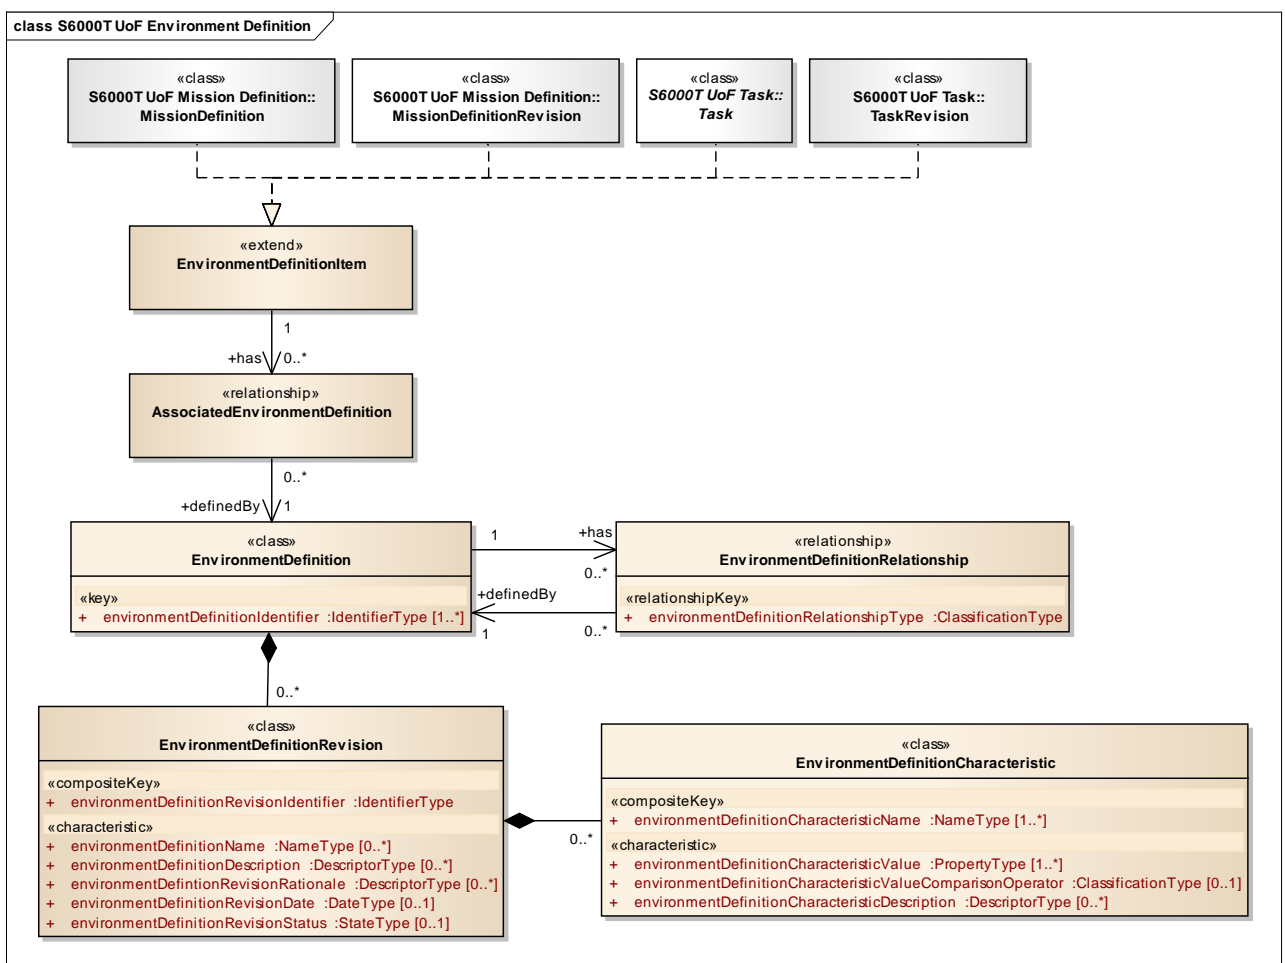 class S6000T UoF Environment Definition
«class»
S6000T UoF Mission Definition::
MissionDefinition
«class»
S6000T UoF Mission Definition::
MissionDefinitionRevision
«class»
S6000T UoF Task::
Task
«class»
S6000T UoF Task::
TaskRevision
«extend»
EnvironmentDefinitionItem
1
+has
0..*
«relationship»
AssociatedEnvironmentDefinition
0..*
+definedBy
1
«class»
EnvironmentDefinition
«key»
+ environmentDefinitionIdentifier :IdentifierType [1..*]
1
+has
0..*
+definedBy
1
0..*
«relationship»
EnvironmentDefinitionRelationship
«relationshipKey»
+ environmentDefinitionRelationshipType :ClassificationType
0..*
«class»
EnvironmentDefinitionRevision
«compositeKey»
+ environmentDefinitionRevisionIdentifier :IdentifierType
«characteristic»
+ environmentDefinitionName :NameType [0..*]
+ environmentDefinitionDescription :DescriptorType [0..*]
+ environmentDefintionRevisionRationale :DescriptorType [0..*]
+ environmentDefinitionRevisionDate :DateType [0..1]
+ environmentDefinitionRevisionStatus :StateType [0..1]
0..*
«class»
EnvironmentDefinitionCharacteristic
«compositeKey»
+ environmentDefinitionCharacteristicName :NameType [1..*]
«characteristic»
+ environmentDefinitionCharacteristicValue :PropertyType [1..*]
+ environmentDefinitionCharacteristicValueComparisonOperator :ClassificationType [0..1]
+ environmentDefinitionCharacteristicDescription :DescriptorType [0..*]